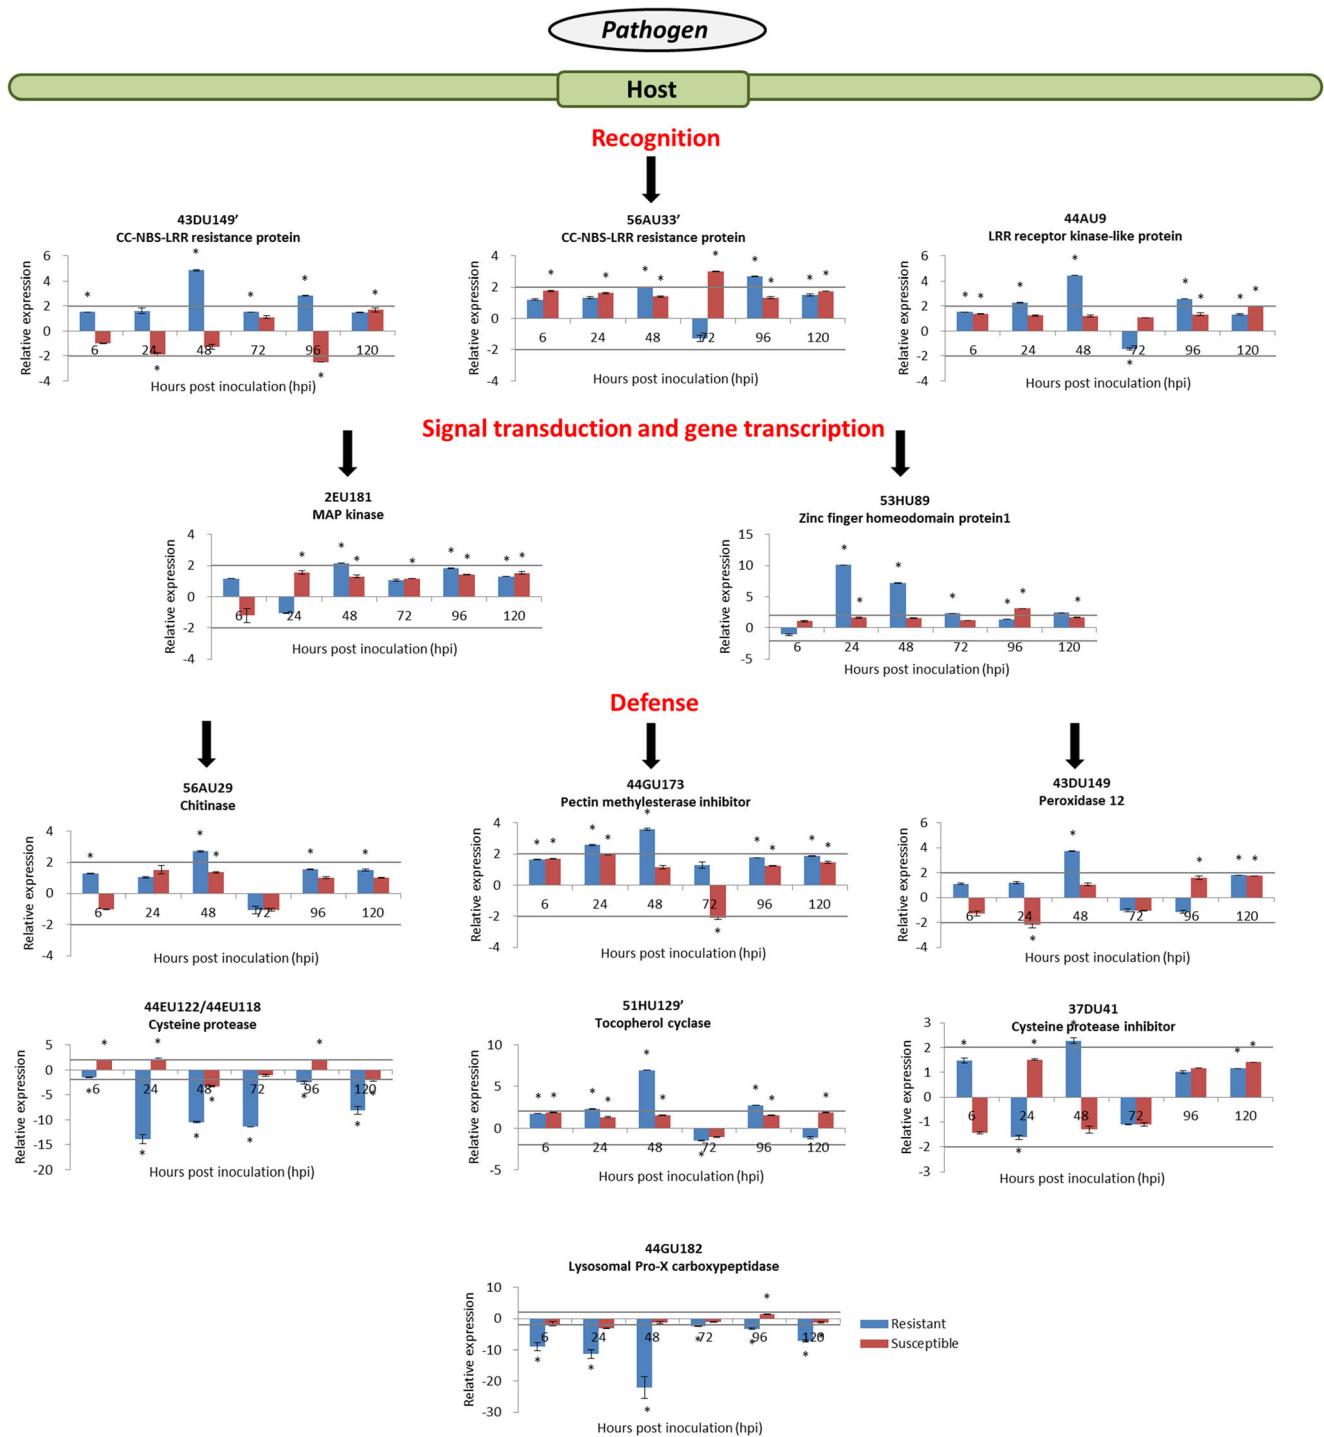 Pathogen
Host
Recognition
43DU149’
CC-NBS-LRR resistance protein
Relative expression
6
4
2
0
-2
-4
* * * * * * *
6 24 48 72 96 120
Hours post inoculation (hpi)
56AU33’
CC-NBS-LRR resistance protein
Relative expression
6
4
2
0
-2
-4
* * * * * * * * *
6 24 48 72 96 120
Hours post inoculation (hpi)
44AU9
LRR receptor kinase-like protein
Relative expression
6
4
2
0
-2
-4
* * * * * * * * *
6 24 48 72 96 120
Hours post inoculation (hpi)
Signal transduction and gene transcription
2EU181
MAP kinase
Relative expression
4
2
0
-2
-4
* * * * * * * *
6 24 48 72 96 120
Hours post inoculation (hpi)
53HU89
Zinc finger homeodomain protein1
Relative expression
15
10
5
0
-5
* * * * * * *
6 24 48 72 96 120
Hours post inoculation (hpi)
Defense
56AU29
Chitinase
Relative expression
4
2
0
-2
-4
* * * * *
6 24 48 72 96 120
Hours post inoculation (hpi)
44GU173
Pectin methylesterase inhibitor
Relative expression
4
2
0
-2
-4
* * * * * * * * * *
6 24 48 72 96 120
Hours post inoculation (hpi)
43DU149
Peroxidase 12
Relative expression
6
4
2
0
-2
-4
* * * * *
6 24 48 72 96 120
Hours post inoculation (hpi)
44EU122/44EU118
Cysteine protease
Relative expression
5
0
-5
-10
-15
-20
* * * * * * * * * * *
6 24 48 72 96 120
Hours post inoculation (hpi)
51HU129’
Tocopherol cyclase
Relative expression
10
5
0
-5
* * * * * * * * * *
6 24 48 72 96 120
Hours post inoculation (hpi)
37DU41
Cysteine protease inhibitor
Relative expression
3
2
1
0
-1
-2
-3
* * * * * *
6 24 48 72 96 120
Hours post inoculation (hpi)
44GU182
Lysosomal Pro-X carboxypeptidase
Relative expression
10
0
-10
-20
-30
* * * * * * * *
6 24 48 72 96 120
Hours post inoculation (hpi)
Resistant
Susceptible